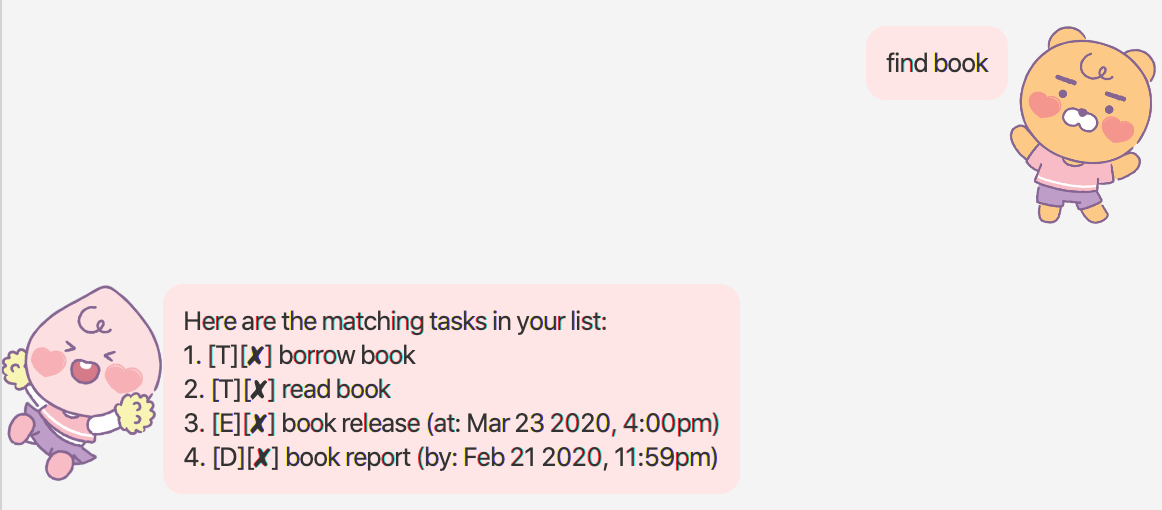 find book
Here are the matching tasks in your list:
1. [T][✘] borrow book
2. [T][✘] read book
3. [E][✘] book release (at: Mar 23 2020, 4:00pm)
4. [D][✘] book report (by: Feb 21 2020, 11:59pm)